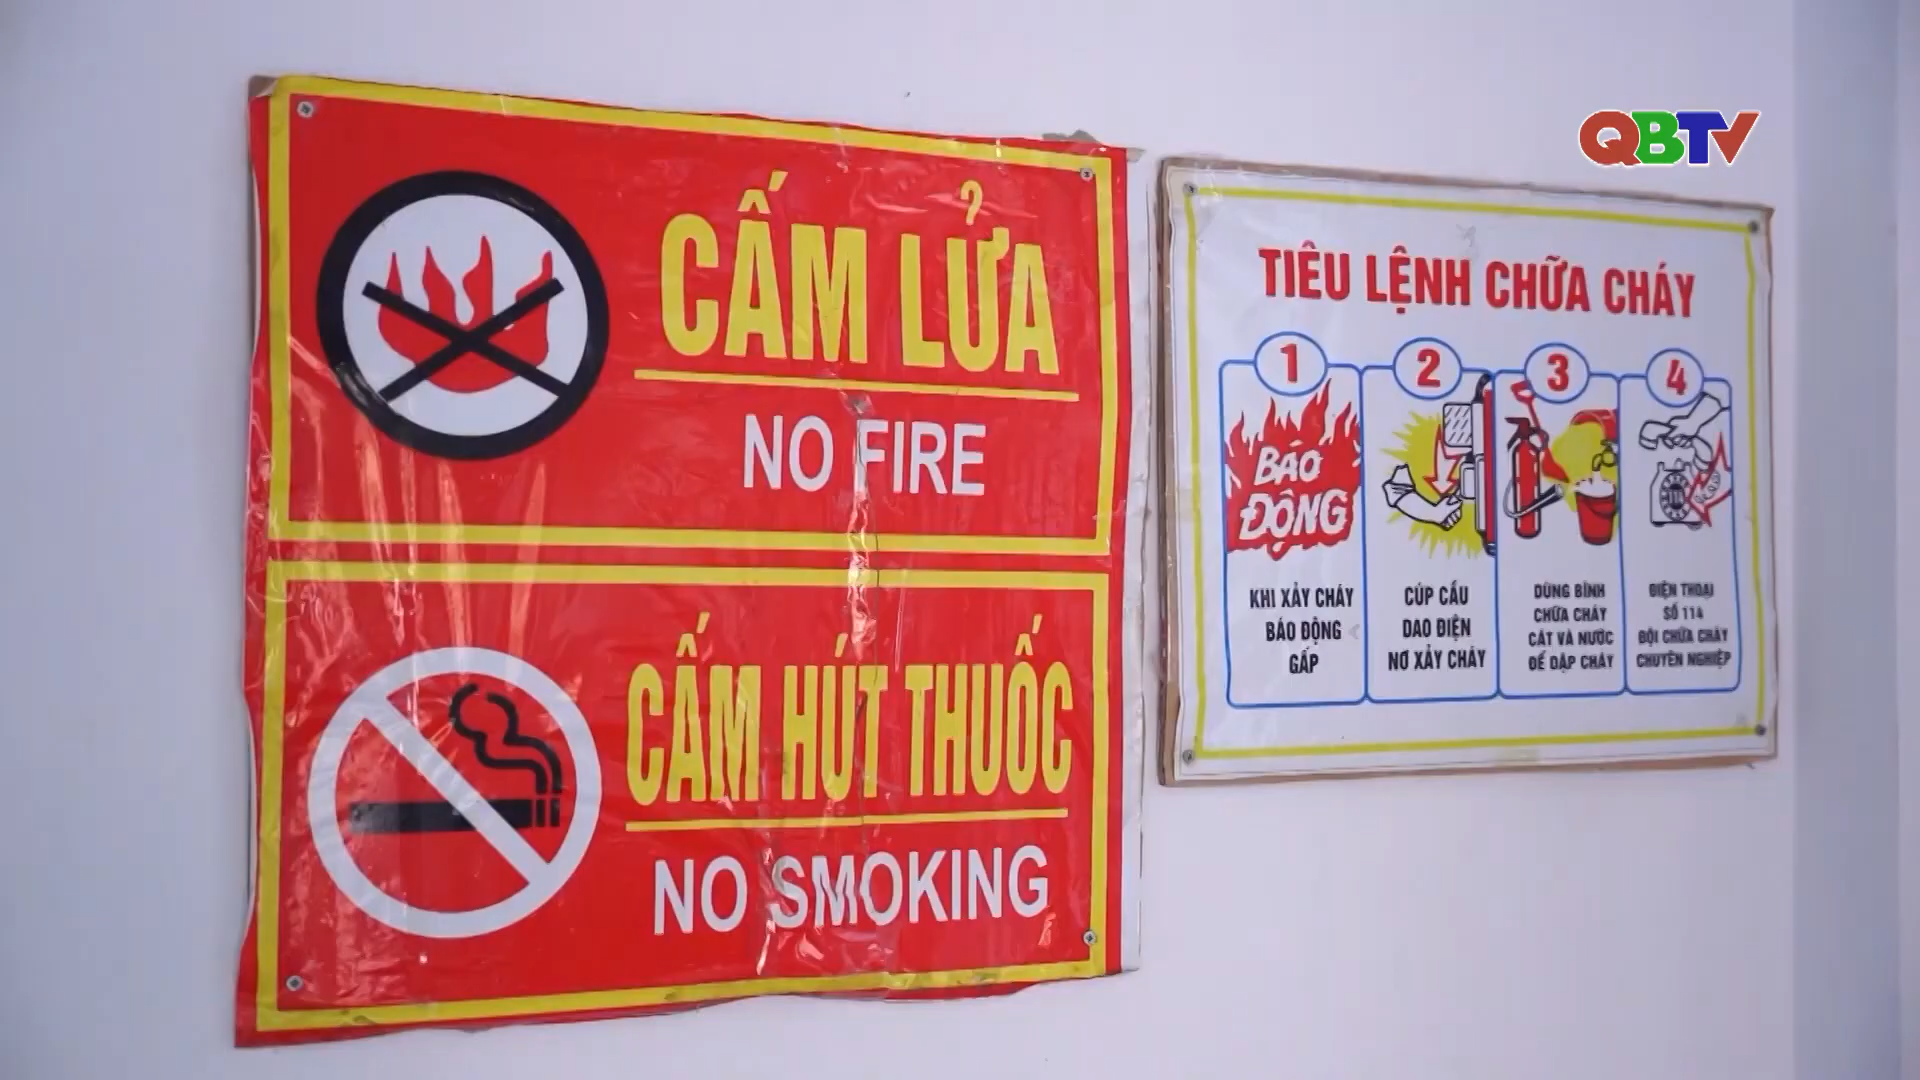 QBTV
CẤM LỬA
NO FIRE
CẤM HÚT THUỐC
NO SMOKING
TIÊU LỆNH CHỮA CHÁY
1
BÁO
ĐỘNG
KHI XẢY CHÁY
BÁO ĐỘNG
GẤP
2
CÚP CẦU
DAO ĐIỆN
NƠ XẢY CHÁY
3
DÙNG BÌNH
CHỮA CHÁY
CÁT VÀ NƯỚC
ĐỂ DẬP CHÁY
4
ĐIỆN THOẠI
SỐ 114
ĐỘI CHỮA CHÁY
CHUYÊN NGHIỆP